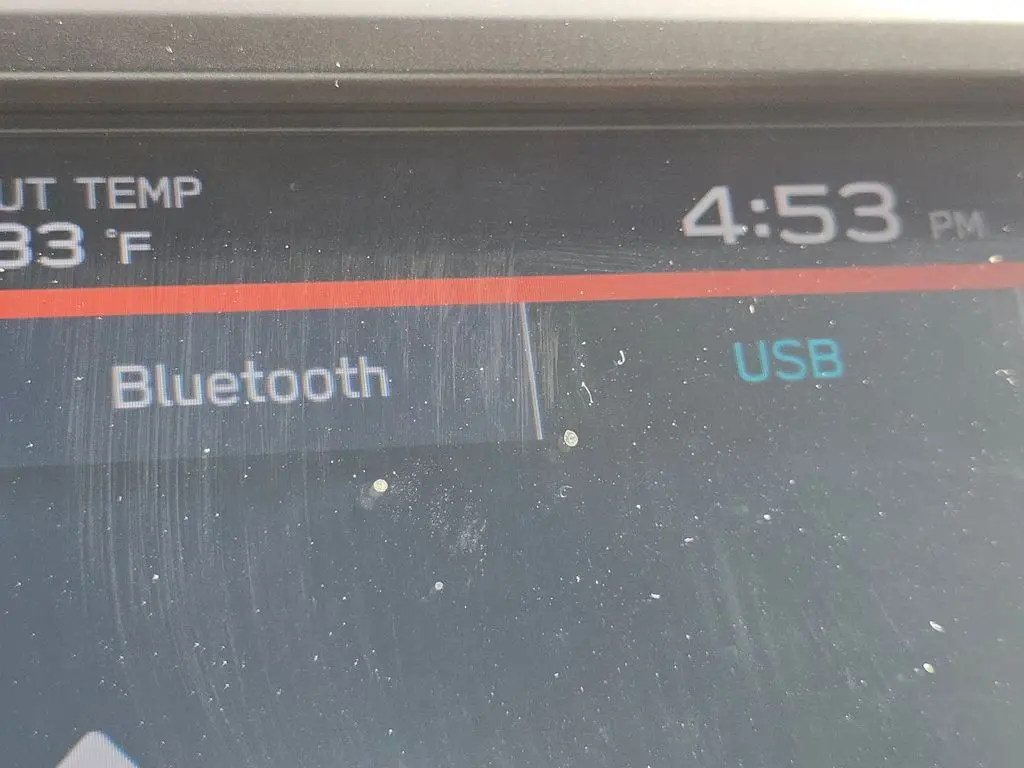 UT TEMP
4:53 PM
33 °F
Bluetooth
USB